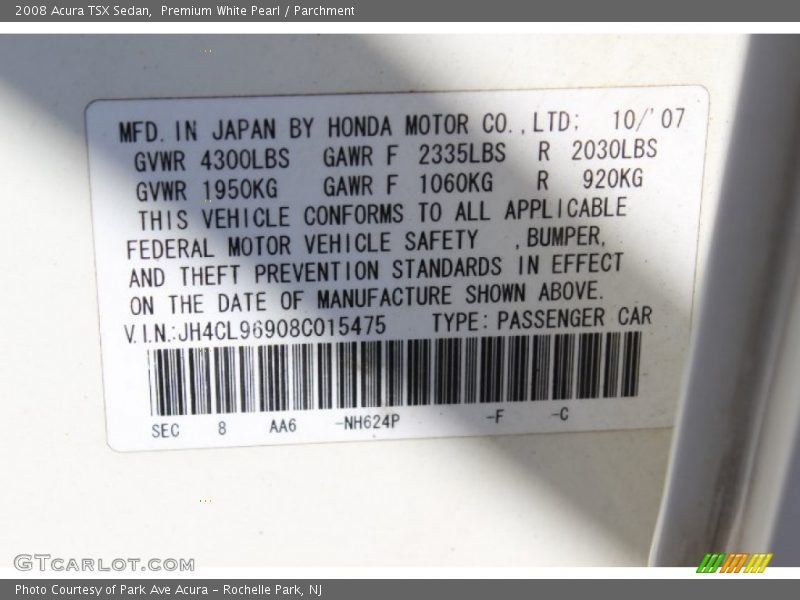 2008 Acura TSX Sedan,  Premium White Pearl / Parchment
MFD. IN JAPAN BY HONDA MOTOR CO., LTD; 10/'07
GVWR 4300LBS GAWR F 2335LBS R 2030LBS
GVWR 1950KG GAWR F 1060KG R 920KG
THIS VEHICLE CONFORMS TO ALL APPLICABLE
FEDERAL MOTOR VEHICLE SAFETY ,BUMPER,
AND THEFT PREVENTION STANDARDS IN EFFECT
ON THE DATE OF MANUFACTURE SHOWN ABOVE.
V.I.N.:JH4CL96908C015475 TYPE: PASSENGER CAR
SEC 8 AA6 -NH624P -F -C
GTCARLOT.COM
Photo Courtesy of Park Ave Acura – Rochelle Park, NJ